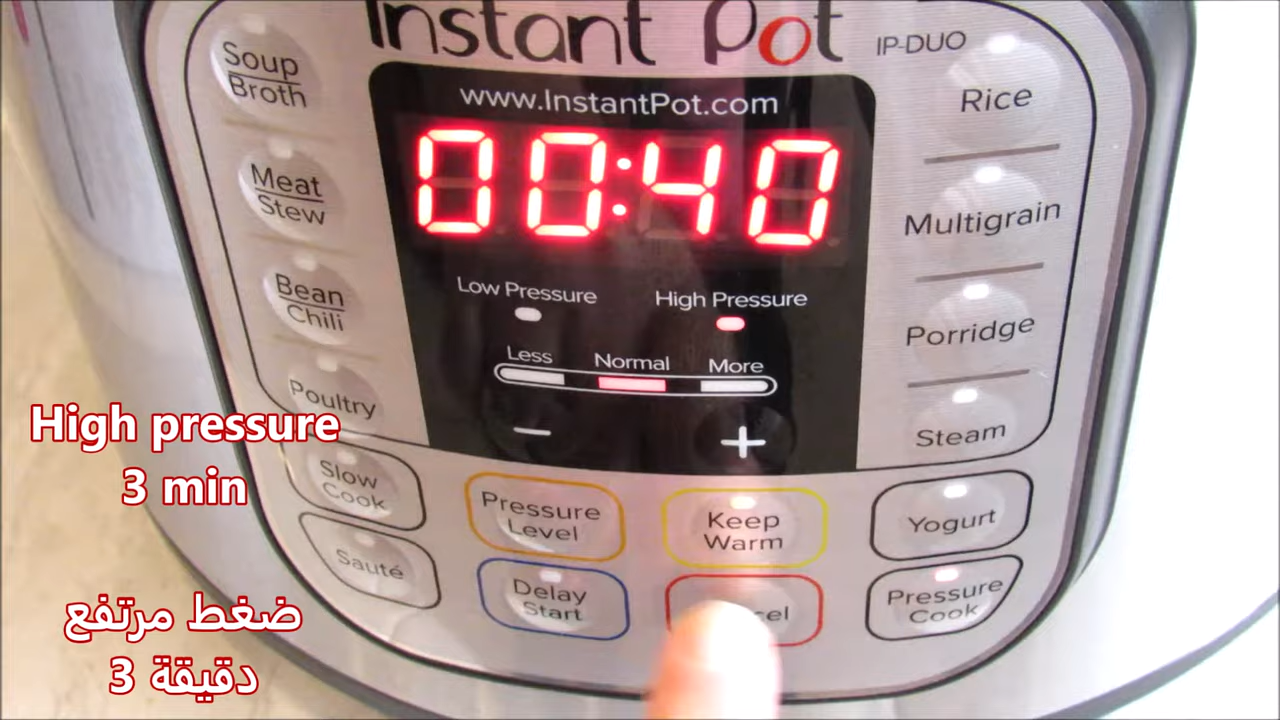 Instant Pot
IP-DUO
www.InstantPot.com
00:40
Low Pressure
High Pressure
Less
Normal
More
Soup
Broth
Meat
Stew
Bean
Chili
Poultry
Slow
Cook
Sauté
Pressure
Level
Keep
Warm
Delay
Start
Rice
Multigrain
Porridge
Steam
Yogurt
Pressure
Cook
High pressure
3 min
ضغط مرتفع
3 دقيقة